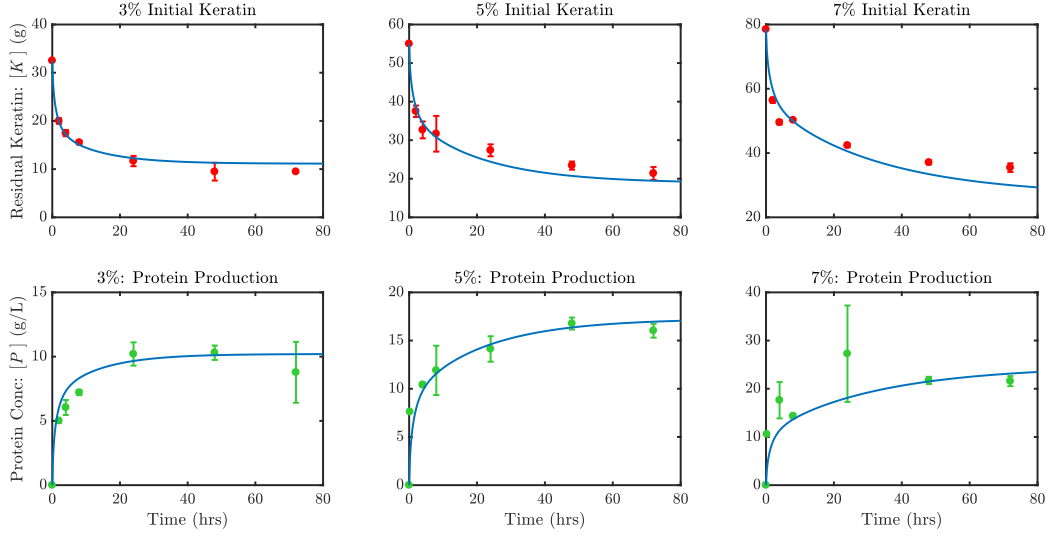 3% Initial Keratin
5% Initial Keratin
7% Initial Keratin
Residual Keratin: [K] (g)
40
30
20
10
0
0 20 40 60 80
60
50
40
30
20
10
0 20 40 60 80
80
60
40
20
0 20 40 60 80
3%: Protein Production
5%: Protein Production
7%: Protein Production
Protein Conc: [P] (g/L)
15
10
5
0
0 20 40 60 80
Time (hrs)
20
15
10
5
0
0 20 40 60 80
Time (hrs)
40
30
20
10
0
0 20 40 60 80
Time (hrs)